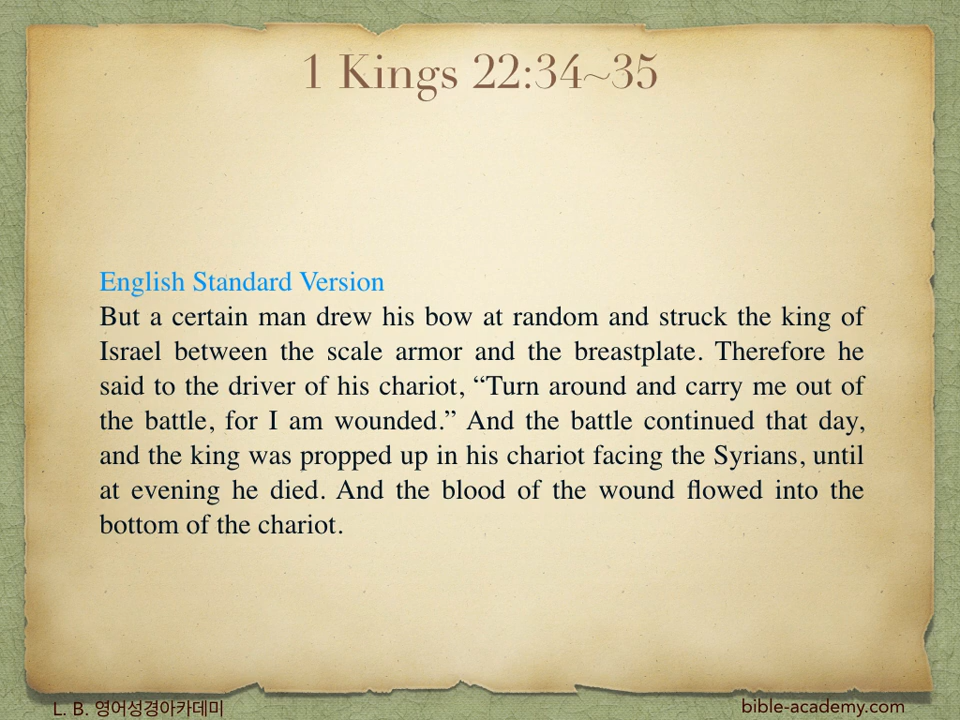 1 Kings 22:34~35
English Standard Version
But a certain man drew his bow at random and struck the king of
Israel between the scale armor and the breastplate. Therefore he
said to the driver of his chariot, “Turn around and carry me out of
the battle, for I am wounded.” And the battle continued that day,
and the king was propped up in his chariot facing the Syrians, until
at evening he died. And the blood of the wound flowed into the
bottom of the chariot.
L. B. 영어성경아카데미
bible-academy.com